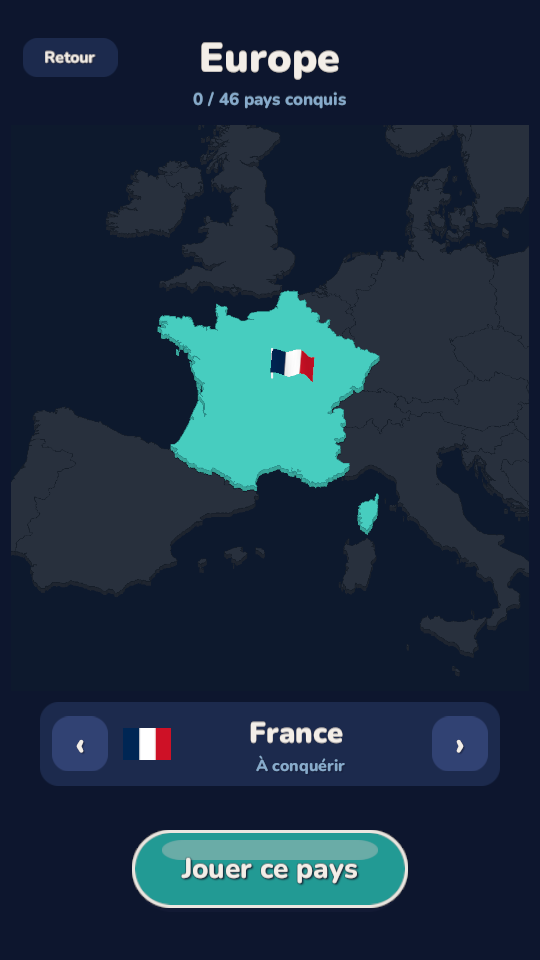 Retour
Europe
0 / 46 pays conquis
‹
France
À conquérir
›
Jouer ce pays